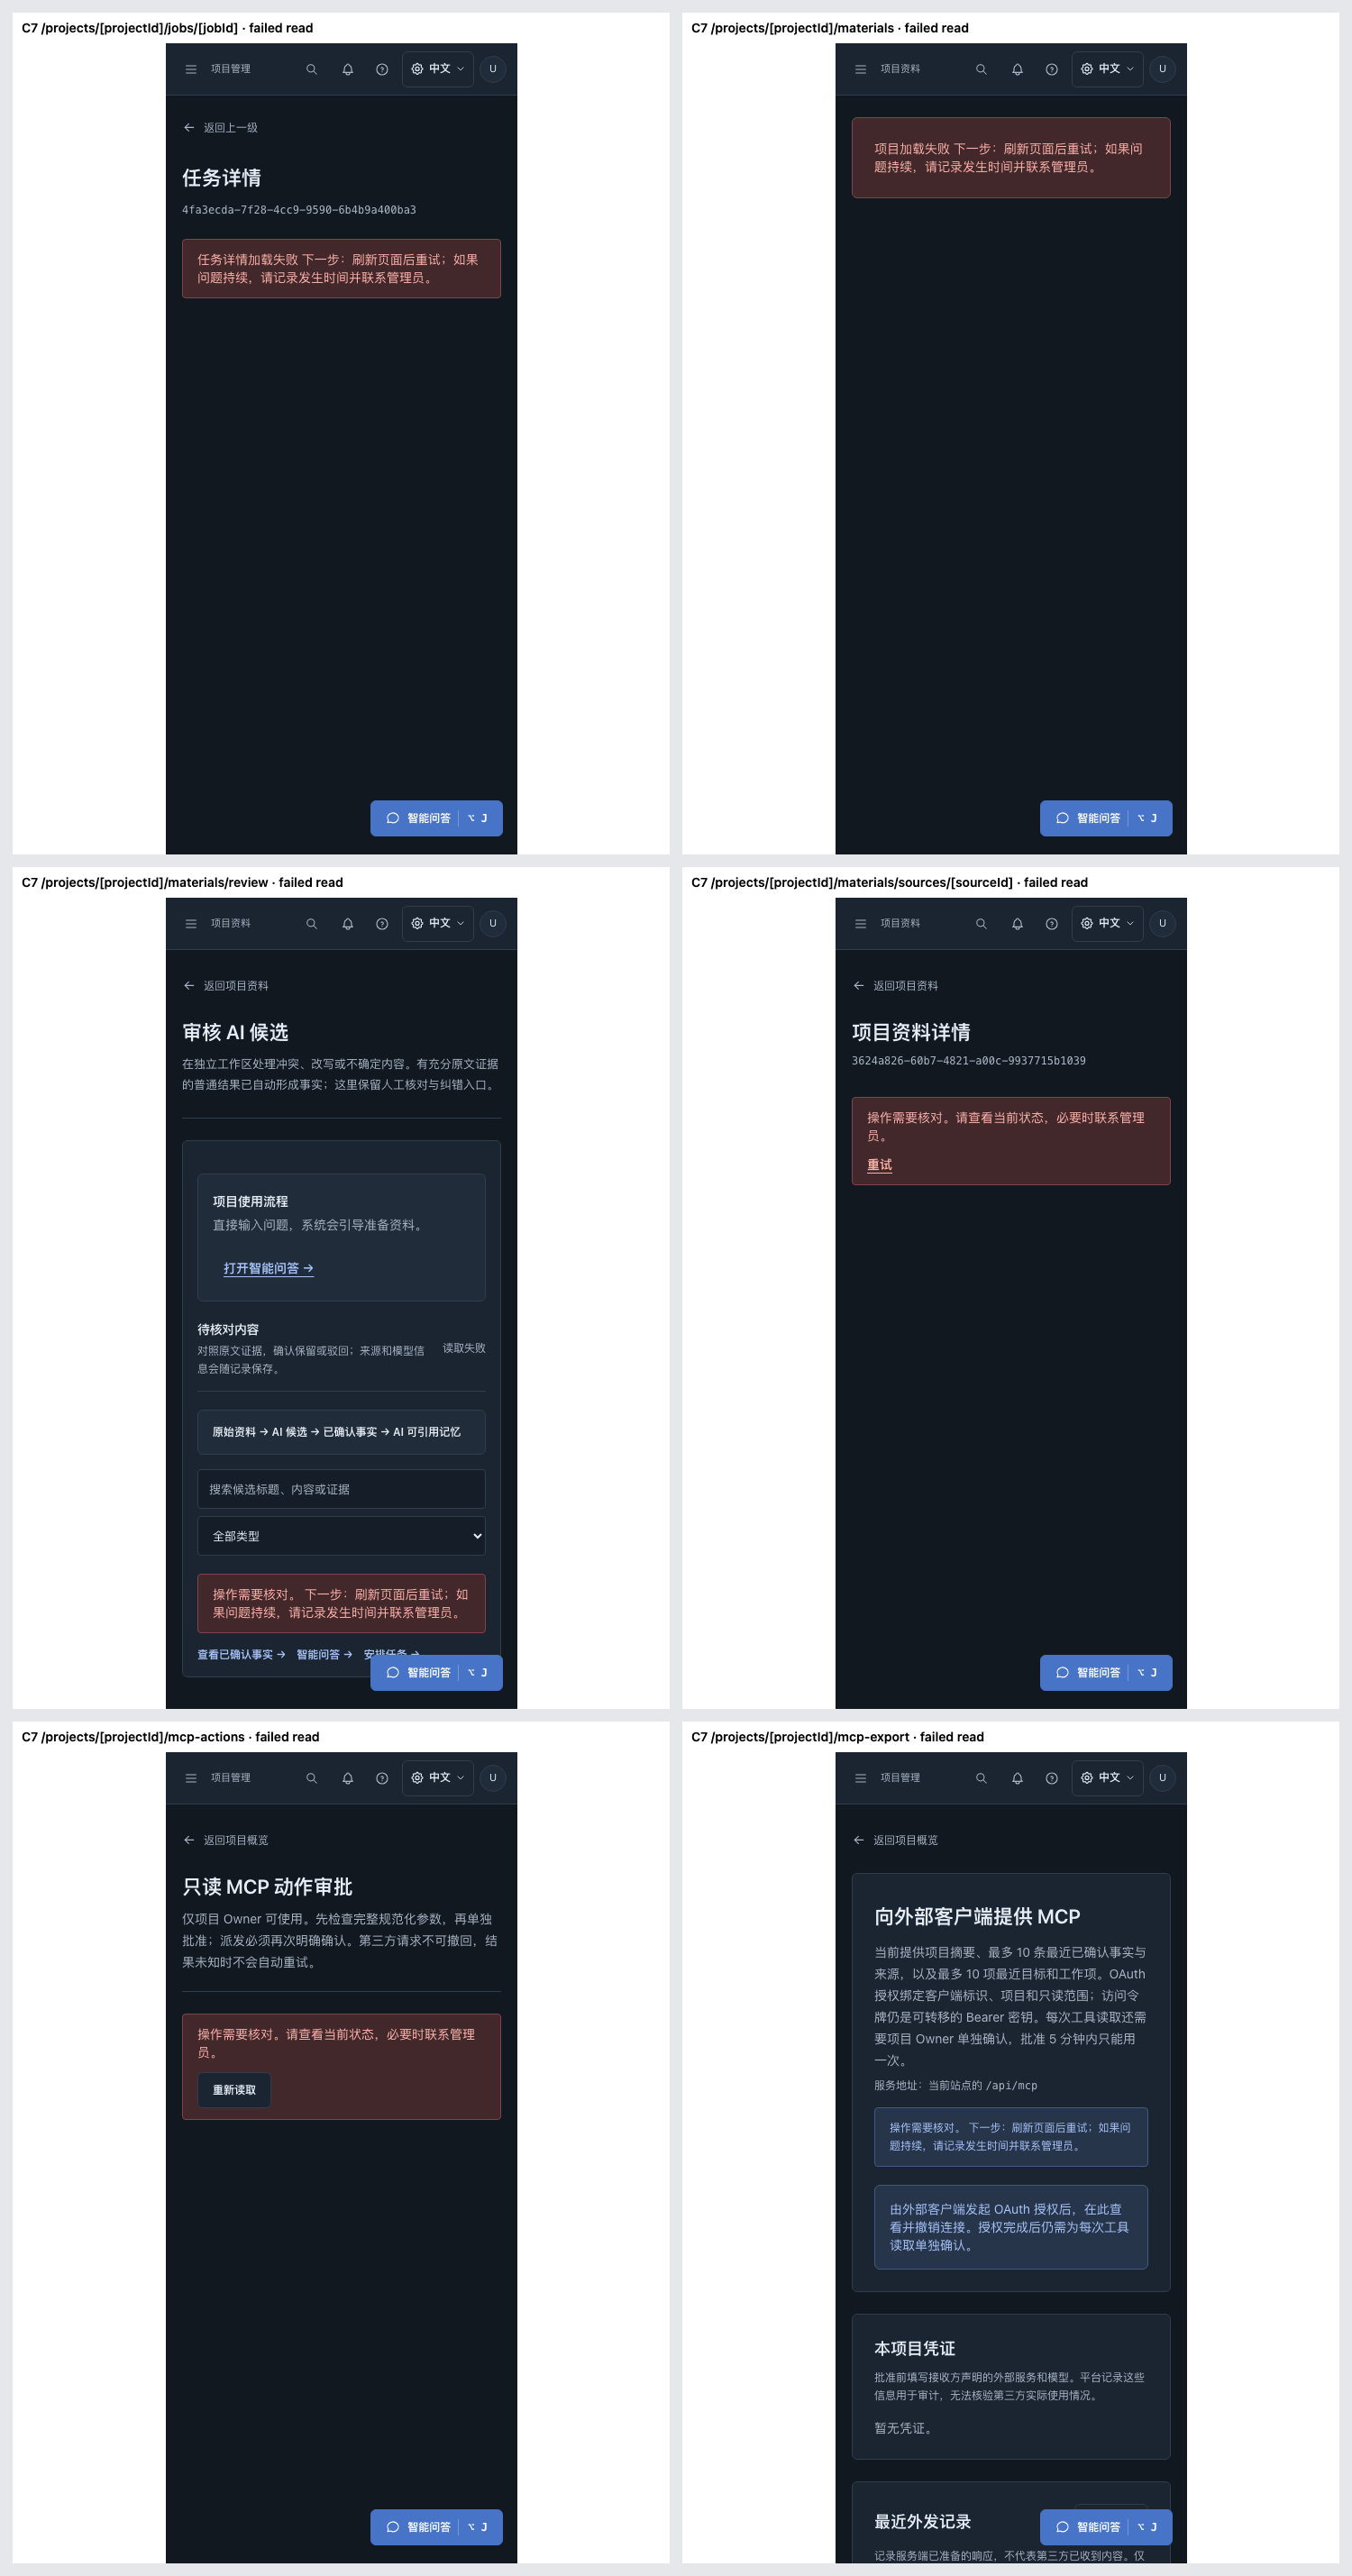 C7 /projects/[projectId]/jobs/[jobId] · failed read
项目管理
中文
U
返回上一级
任务详情
4fa3ecda-7f28-4cc9-9590-6b4b9a400ba3
任务详情加载失败 下一步：刷新页面后重试；如果
问题持续，请记录发生时间并联系管理员。
智能问答 ⌥ J
C7 /projects/[projectId]/materials · failed read
项目资料
中文
U
项目加载失败 下一步：刷新页面后重试；如果问
题持续，请记录发生时间并联系管理员。
智能问答 ⌥ J
C7 /projects/[projectId]/materials/review · failed read
项目资料
中文
U
返回项目资料
审核 AI 候选
在独立工作区处理冲突、改写或不确定内容。有充分原文证据
的普通结果已自动形成事实；这里保留人工核对与纠错入口。
项目使用流程
直接输入问题，系统会引导准备资料。
打开智能问答 →
待核对内容
对照原文证据，确认保留或驳回；来源和模型信
息会随记录保存。
读取失败
原始资料 → AI 候选 → 已确认事实 → AI 可引用记忆
搜索候选标题、内容或证据
全部类型
操作需要核对。 下一步：刷新页面后重试；如
果问题持续，请记录发生时间并联系管理员。
查看已确认事实 → 智能问答 → 安排任务 →
智能问答 ⌥ J
C7 /projects/[projectId]/materials/sources/[sourceId] · failed read
项目资料
中文
U
返回项目资料
项目资料详情
3624a826-60b7-4821-a00c-9937715b1039
操作需要核对。请查看当前状态，必要时联系管理
员。
重试
智能问答 ⌥ J
C7 /projects/[projectId]/mcp-actions · failed read
项目管理
中文
U
返回项目概览
只读 MCP 动作审批
仅项目 Owner 可使用。先检查完整规范化参数，再单独
批准；派发必须再次明确确认。第三方请求不可撤回，结
果未知时不会自动重试。
操作需要核对。请查看当前状态，必要时联系管理
员。
重新读取
智能问答 ⌥ J
C7 /projects/[projectId]/mcp-export · failed read
项目管理
中文
U
返回项目概览
向外部客户端提供 MCP
当前提供项目摘要、最多 10 条最近已确认事实与
来源，以及最多 10 项最近目标和工作项。OAuth
授权绑定客户端标识、项目和只读范围；访问令
牌仍是可转移的 Bearer 密钥。每次工具读取还需
要项目 Owner 单独确认，批准 5 分钟内只能用
一次。
服务地址：当前站点的 /api/mcp
操作需要核对。 下一步：刷新页面后重试；如果问
题持续，请记录发生时间并联系管理员。
由外部客户端发起 OAuth 授权后，在此查
看并撤销连接。授权完成后仍需为每次工具
读取单独确认。
本项目凭证
批准前填写接收方声明的外部服务和模型。平台记录这些
信息用于审计，无法核验第三方实际使用情况。
暂无凭证。
最近外发记录
智能问答 ⌥ J
记录服务端已准备的响应，不代表第三方已收到内容。仅